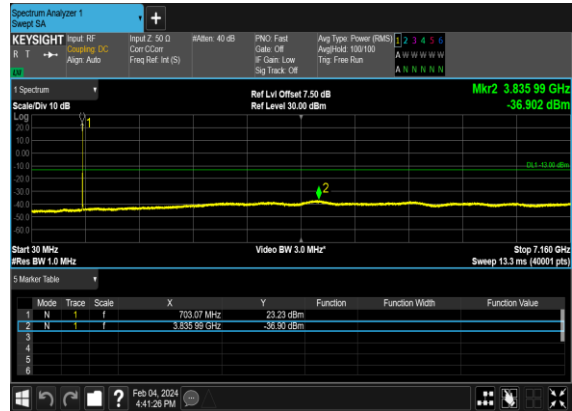 Spectrum Analyzer 1
Swept SA
+
KEYSIGHT Input: RF Input Z: 50 Ω #Atten: 40 dB PNO: Fast Avg Type: Power (RMS) 1 2 3 4 5 6
R T Coupling: DC Corr CCorr Gate: Off Avg|Hold: 100/100 A W W W W W
Align: Auto Freq Ref: Int (S) IF Gain: Low Trig: Free Run A N N N N N
LXI Sig Track: Off
1 Spectrum Ref Lvl Offset 7.50 dB Mkr2 3.835 99 GHz
Scale/Div 10 dB Ref Level 30.00 dBm -36.902 dBm
Log
20.0
10.0
0.00
-10.0
-20.0
-30.0
-40.0
-50.0
-60.0
1
DL1 -13.00 dBm
2
Start 30 MHz Video BW 3.0 MHz* Stop 7.160 GHz
#Res BW 1.0 MHz Sweep 13.3 ms (40001 pts)
5 Marker Table
Mode Trace Scale X Y Function Function Width Function Value
1 N 1 f 703.07 MHz 23.23 dBm
2 N 1 f 3.835 99 GHz -36.90 dBm
3
4
5
6
? Feb 04, 2024
4:41:26 PM